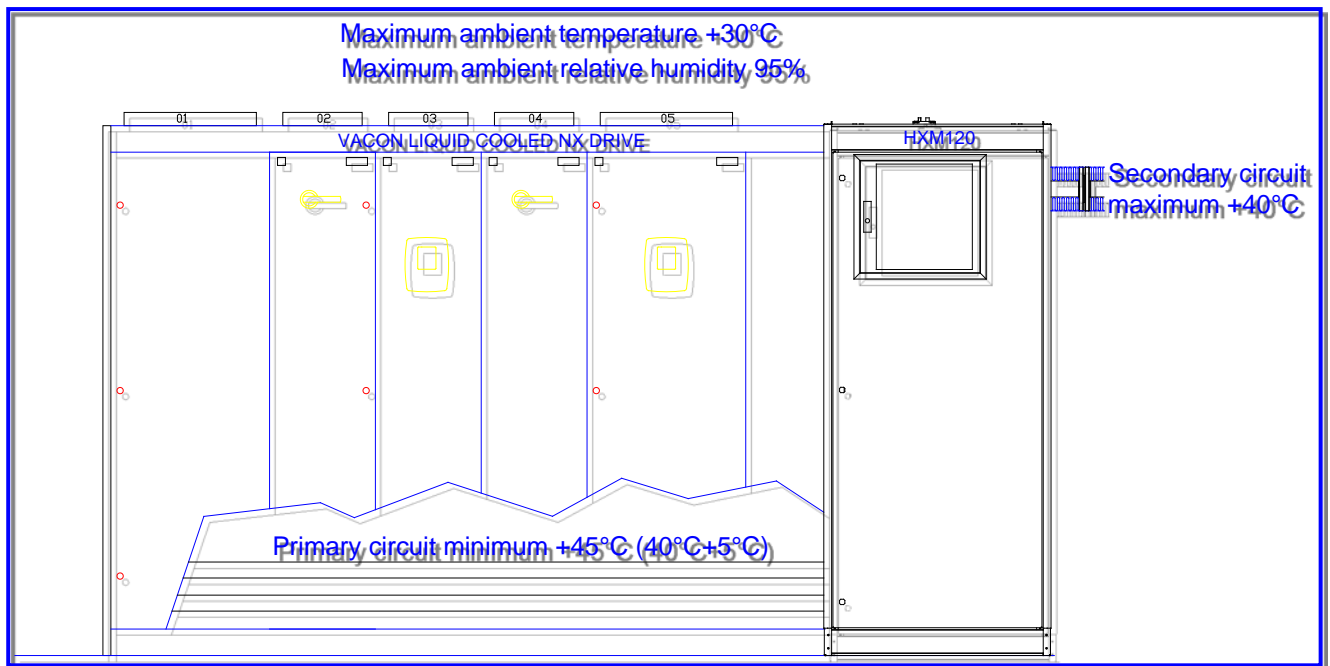 Maximum ambient temperature +30°C
Maximum ambient relative humidity 95%
01 02 03 04 05
VACON LIQUID COOLED NX DRIVE
HXM120
Secondary circuit
maximum +40°C
Primary circuit minimum +45°C (40°C+5°C)